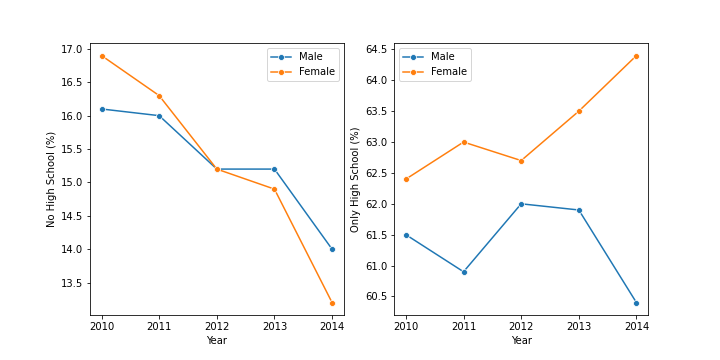 No High School (%)
17.0
16.5
16.0
15.5
15.0
14.5
14.0
13.5
2010 2011 2012 2013 2014
Year
Male
Female
Only High School (%)
64.5
64.0
63.5
63.0
62.5
62.0
61.5
61.0
60.5
2010 2011 2012 2013 2014
Year
Male
Female